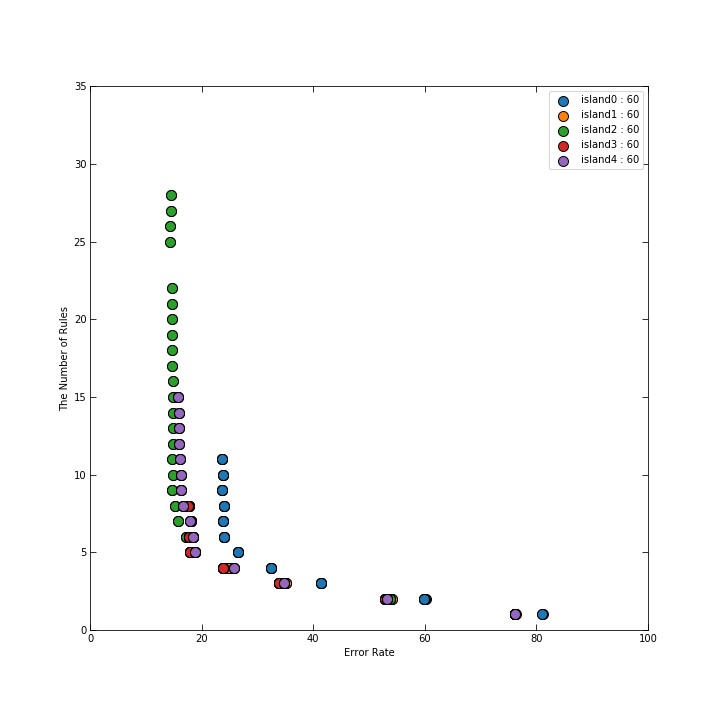 35
30
25
20
15
10
5
0
The Number of Rules
0 20 40 60 80 100
Error Rate
island0 : 60
island1 : 60
island2 : 60
island3 : 60
island4 : 60